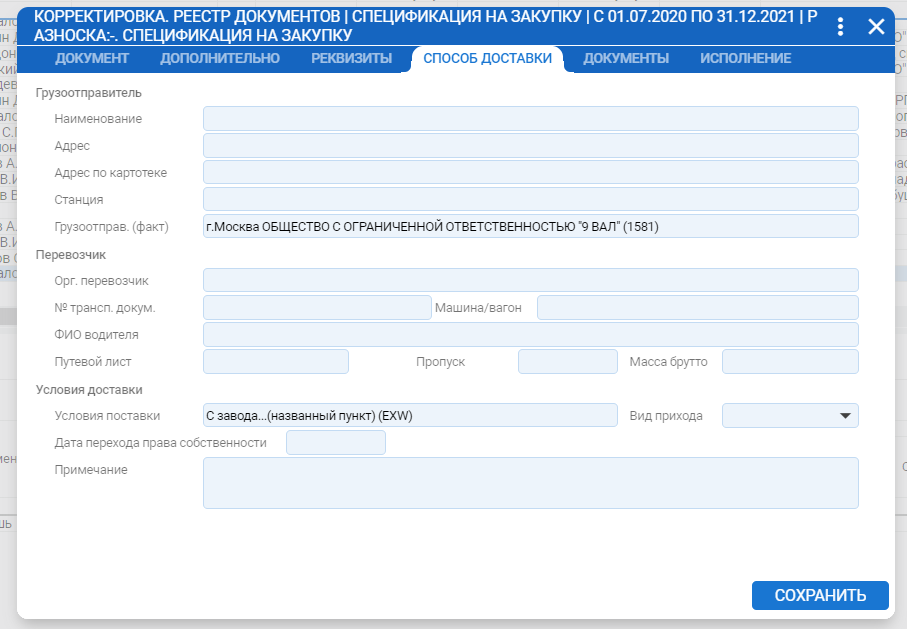 КОРРЕКТИРОВКА. РЕЕСТР ДОКУМЕНТОВ | СПЕЦИФИКАЦИЯ НА ЗАКУПКУ | С 01.07.2020 ПО 31.12.2021 | Р
АЗНОСКА:-. СПЕЦИФИКАЦИЯ НА ЗАКУПКУ
ДОКУМЕНТ ДОПОЛНИТЕЛЬНО РЕКВИЗИТЫ СПОСОБ ДОСТАВКИ ДОКУМЕНТЫ ИСПОЛНЕНИЕ
Грузоотправитель
Наименование
Адрес
Адрес по картотеке
Станция
Грузоотправ. (факт) г.Москва ОБЩЕСТВО С ОГРАНИЧЕННОЙ ОТВЕТСТВЕННОСТЬЮ "9 ВАЛ" (1581)
Перевозчик
Орг. перевозчик
№ трансп. докум. Машина/вагон
ФИО водителя
Путевой лист Пропуск Масса брутто
Условия доставки
Условия поставки С завода...(названный пункт) (EXW) Вид прихода
Дата перехода права собственности
Примечание
СОХРАНИТЬ